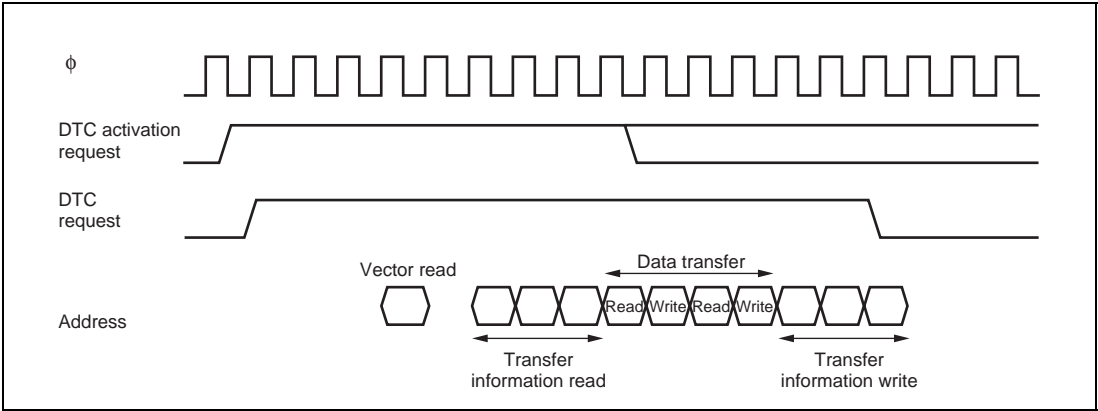 ϕ
DTC activation
request
DTC
request
Vector read
Data transfer
Address
Read Write Read Write
Transfer
information read
Transfer
information write